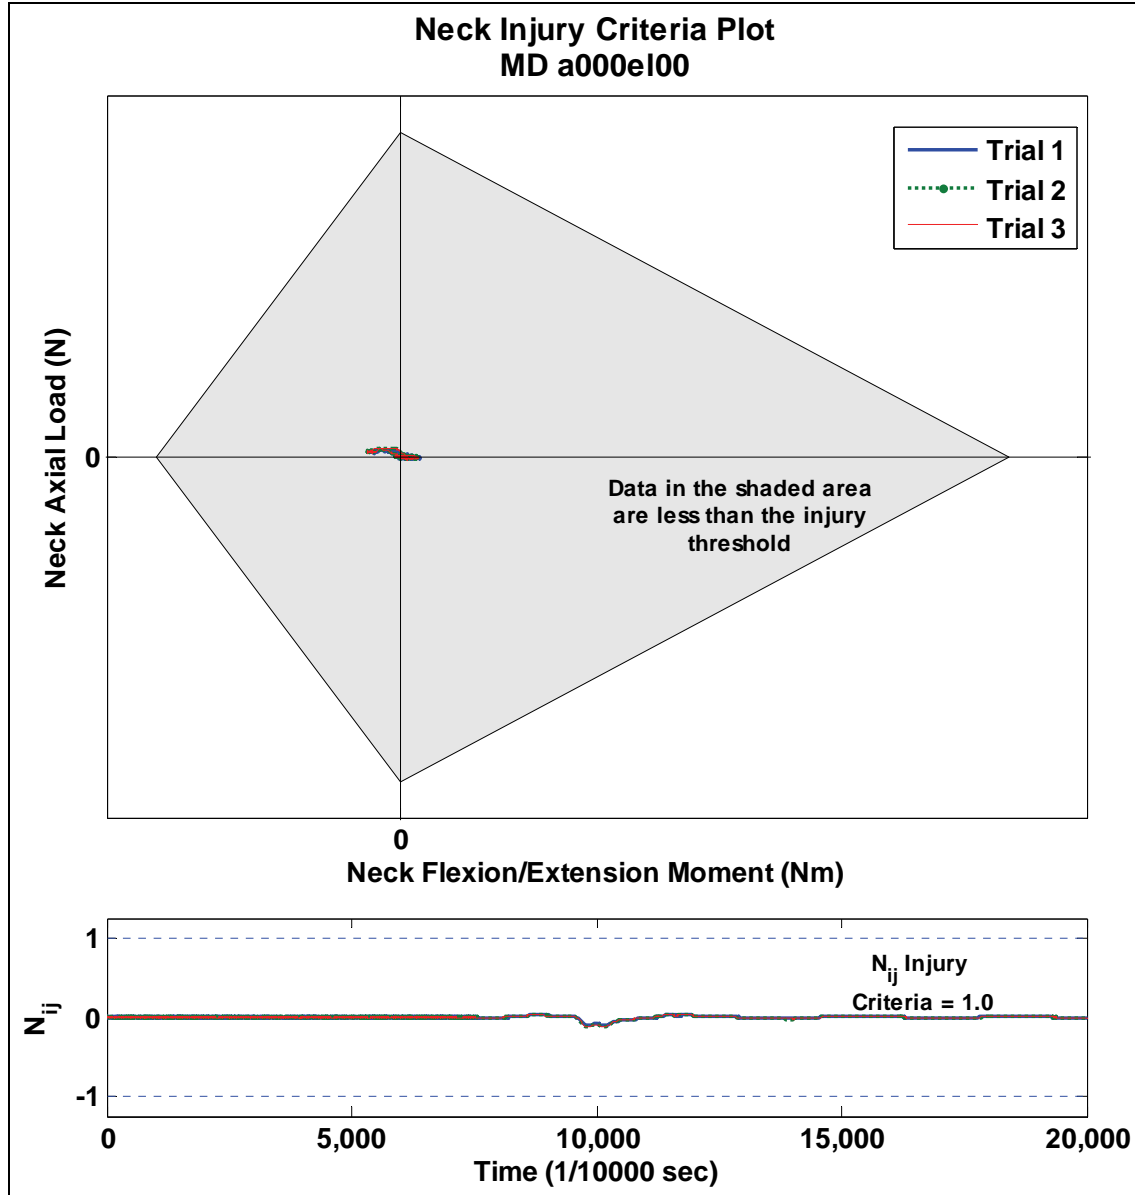 Neck Injury Criteria Plot
MD a000el00
Trial 1
Trial 2
Trial 3
Neck Axial Load (N)
0
Data in the shaded area
are less than the injury
threshold
0
Neck Flexion/Extension Moment (Nm)
1
0
-1
Nij
Nij Injury
Criteria = 1.0
0 5,000 10,000 15,000 20,000
Time (1/10000 sec)